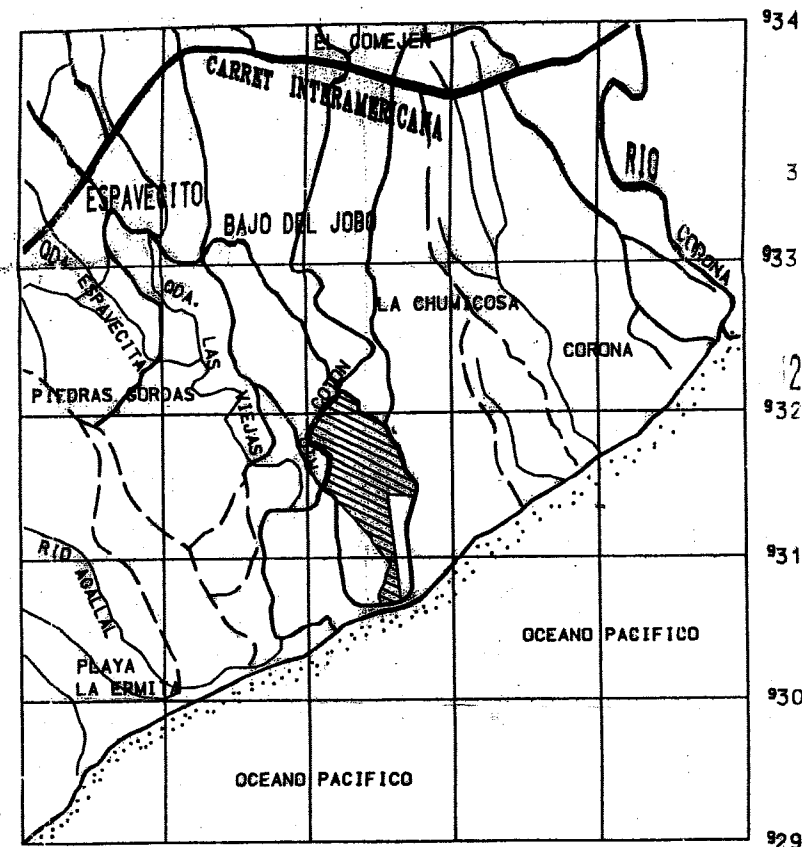 934
EL COMEJEN
CARRET INTERAMERICANA
RIO
3
ESPAVECITO
BAJO DEL JOBO
CORONA
933
QDA. ESPAVECITA
QDA. LAS VIEJAS
LA CHUMICOSA
CORONA
2
COTON
PIEDRAS GORDAS
932
931
RIO AGALLAL
OCEANO PACIFICO
PLAYA
LA ERMITA
930
OCEANO PACIFICO
929